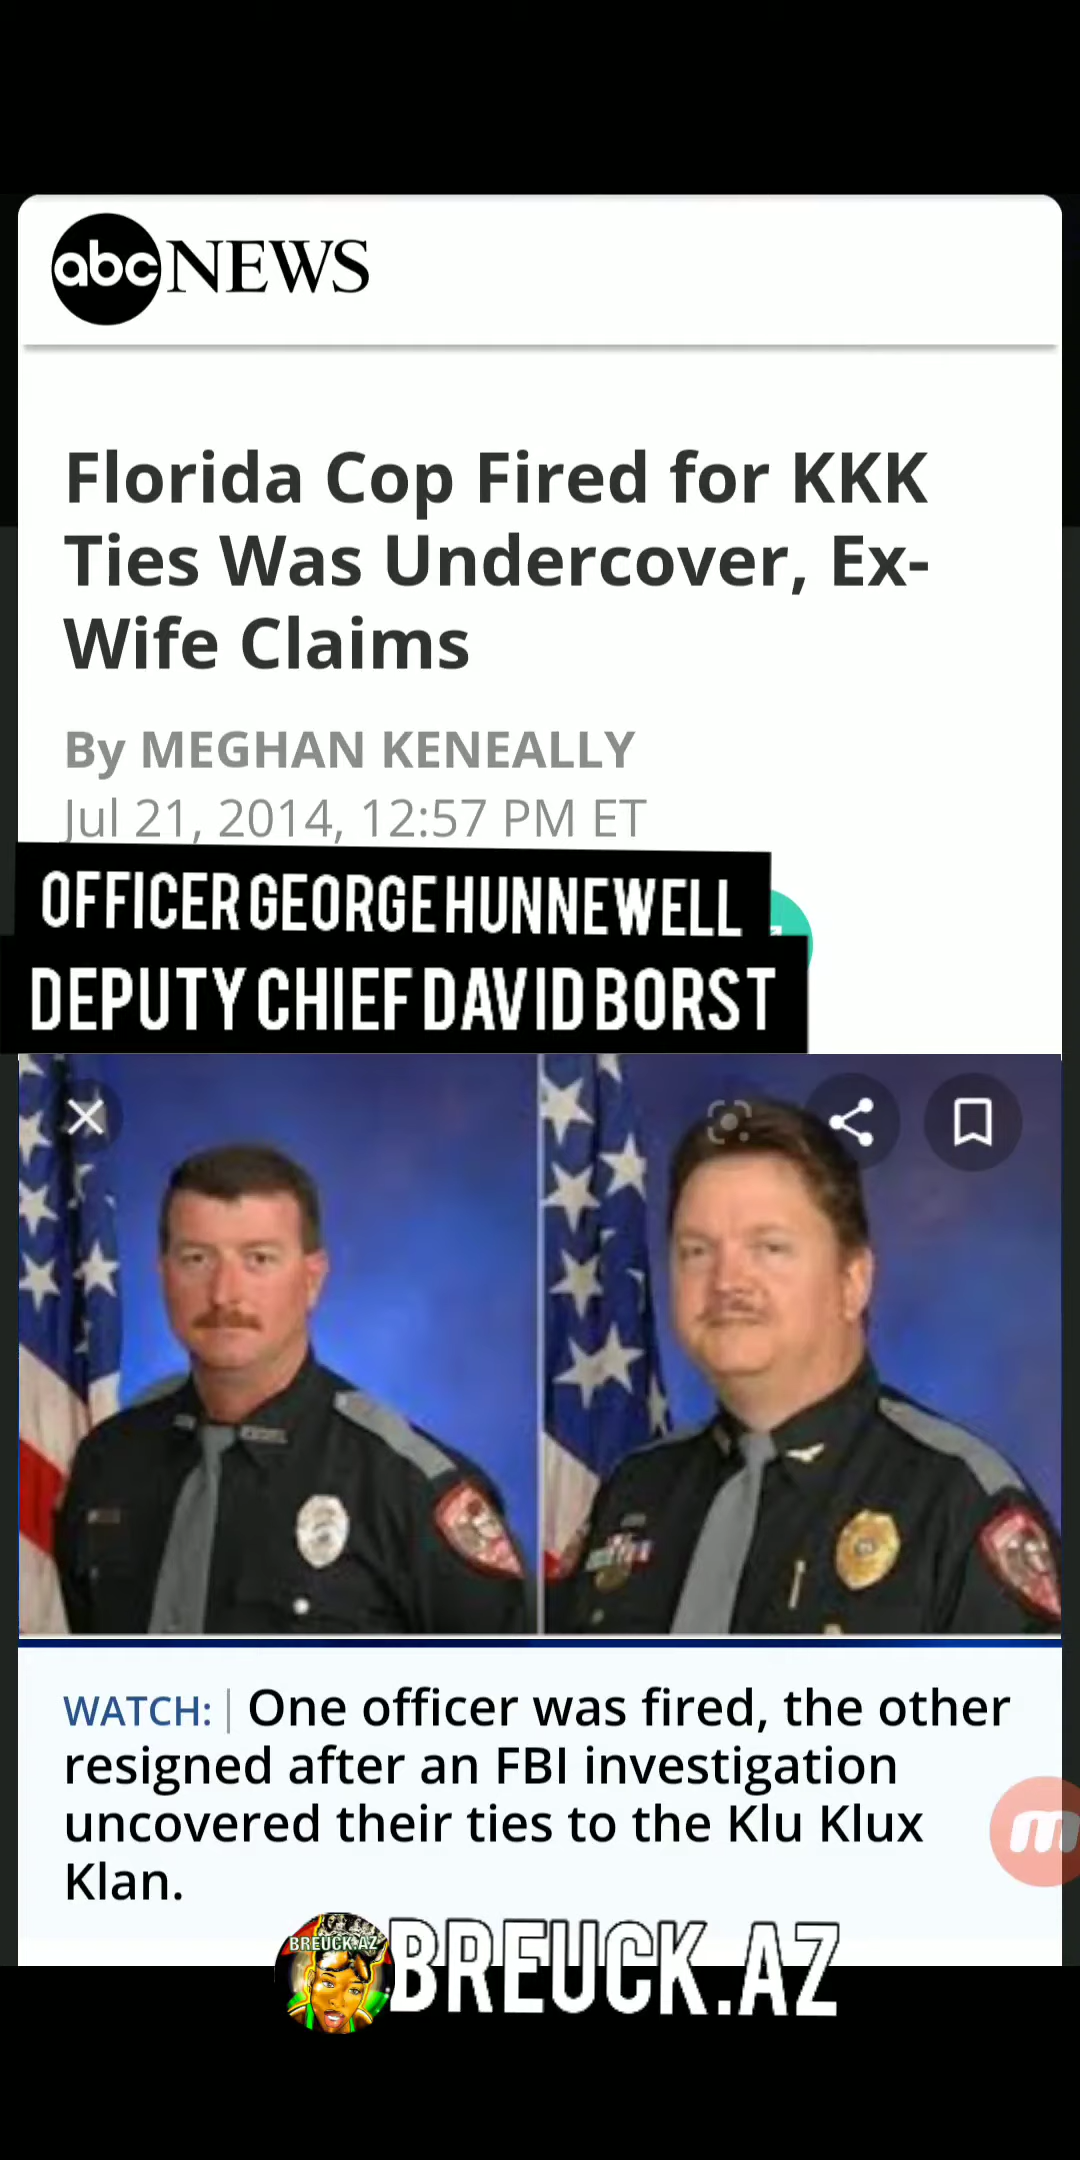 abc NEWS
Florida Cop Fired for KKK
Ties Was Undercover, Ex-
Wife Claims
By MEGHAN KENEALLY
Jul 21, 2014, 12:57 PM ET
OFFICER GEORGE HUNNEWELL
DEPUTY CHIEF DAVID BORST
WATCH: | One officer was fired, the other
resigned after an FBI investigation
uncovered their ties to the Klu Klux
Klan.
m
BREUCK.AZ
BREUCK.AZ